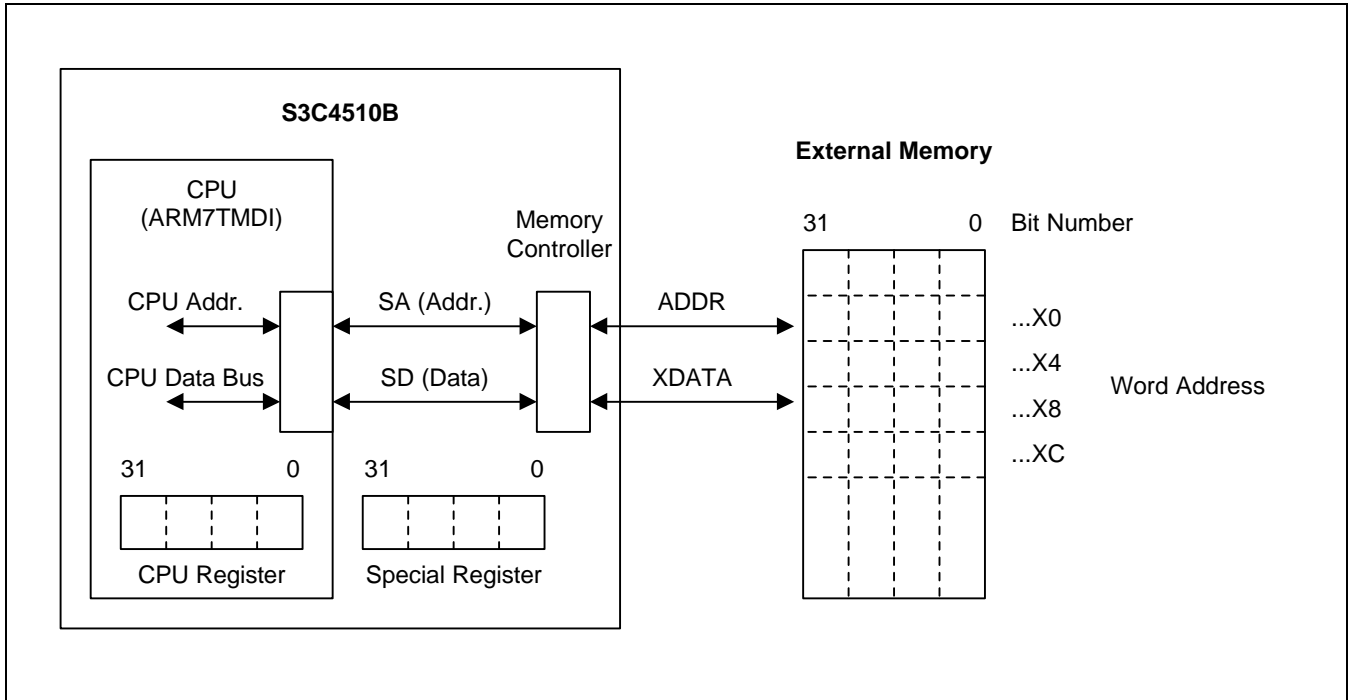 S3C4510B
External Memory
CPU
(ARM7TMDI)
Memory
Controller
31 0 Bit Number
CPU Addr.
SA (Addr.)
ADDR
...X0
...X4
CPU Data Bus
SD (Data)
XDATA
Word Address
...X8
...XC
31 0
31 0
CPU Register
Special Register